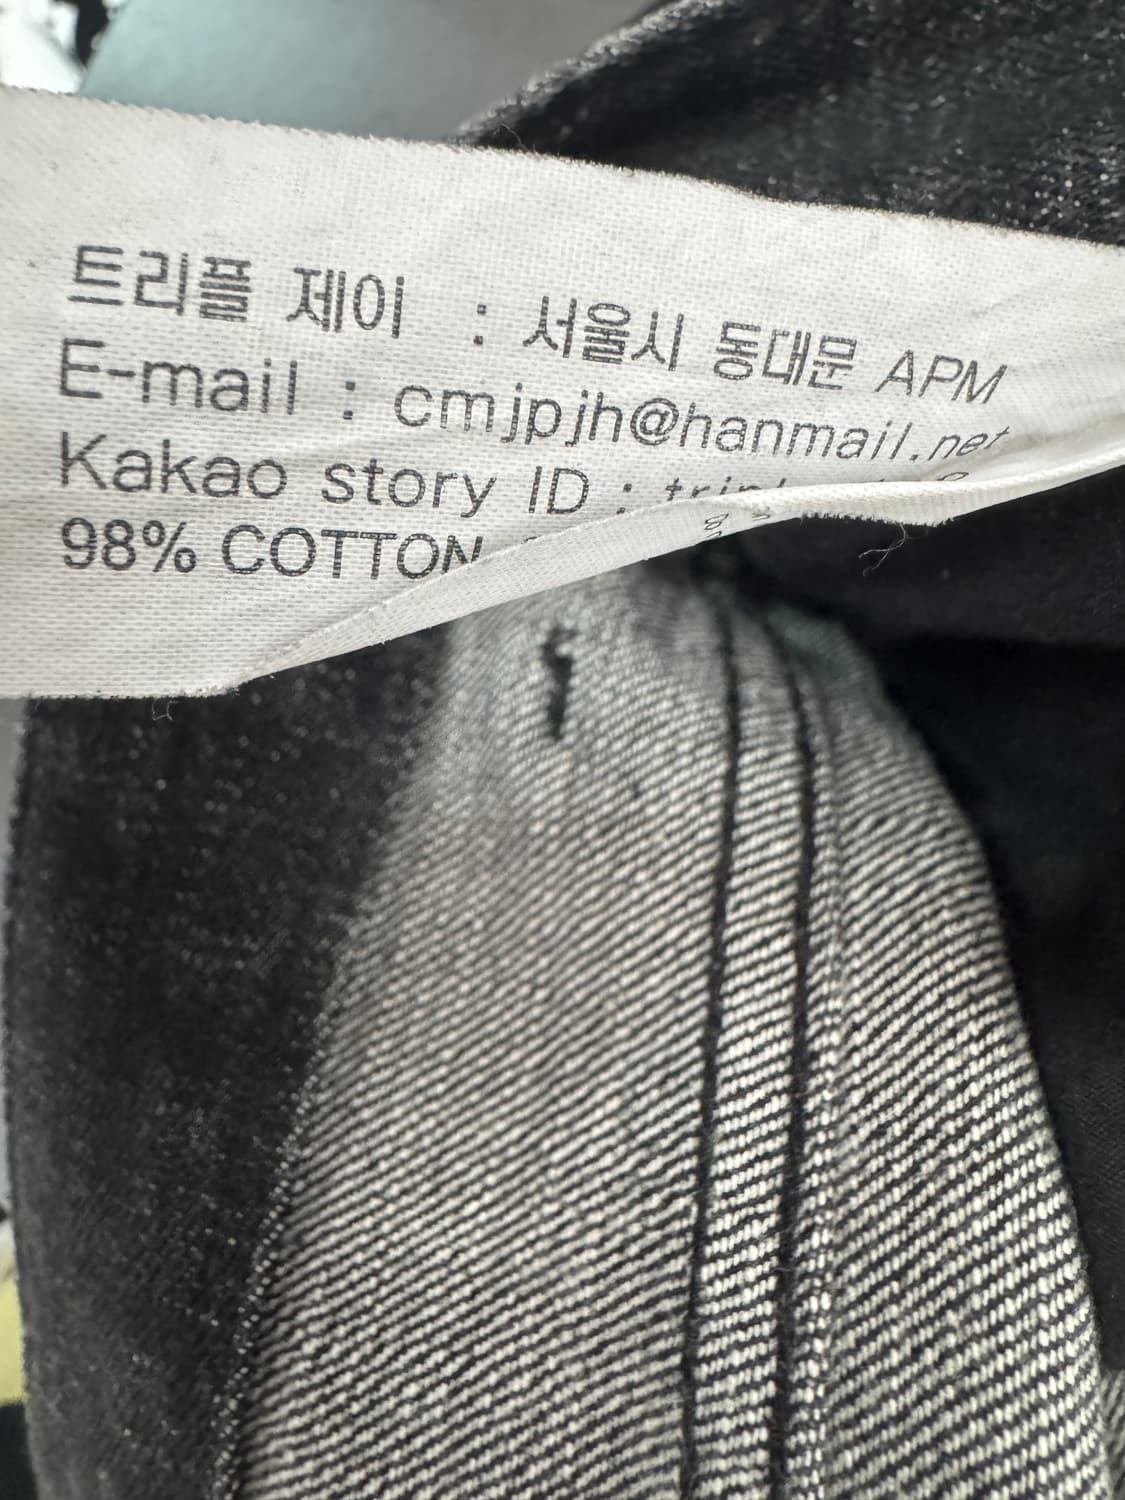 트리플 제이 : 서울시 동대문 APM
E-mail : cmjpjh@hanmail.net
Kakao story ID :
98% COTTON